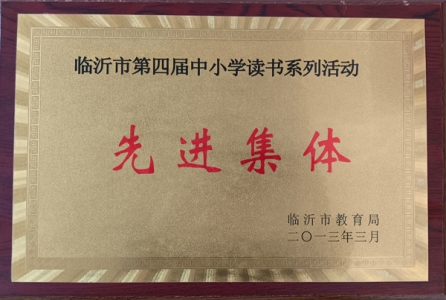 临沂市第四届中小学读书系列活动
先进集体
临沂市教育局
二〇一三年三月